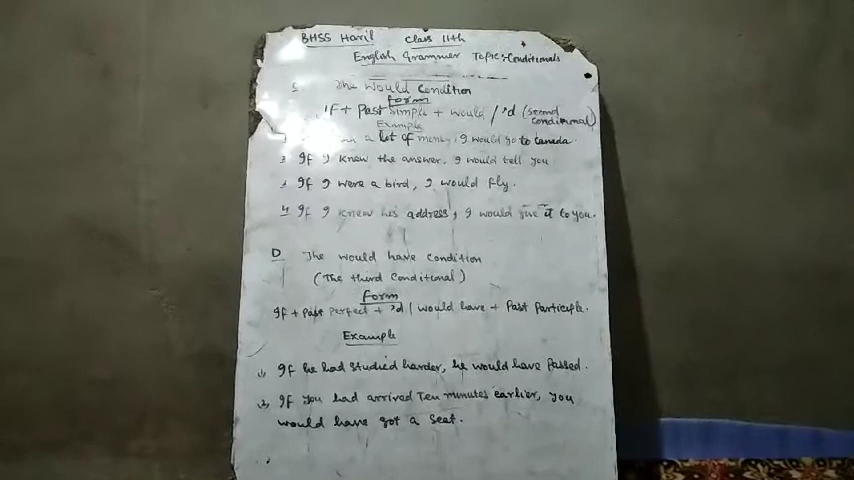 BHSS Haril Class 11th
English Grammer Topic: Conditionals
The Would Condition
form
IF + Past Simple + would / 'd (second conditional)
Example
a lot of money, I would go to Canada.
2 If I knew the answer, I would tell you
3 If I were a bird, I would fly.
4 If I knew his address, I would give it to you.
D The would have condition
(The third conditional)
Form
If + past perfect + 'd / would have + Past Participle.
Example
1, If he had studied harder, he would have passed.
2, If you had arrived Ten minutes earlier, you
would have got a seat.